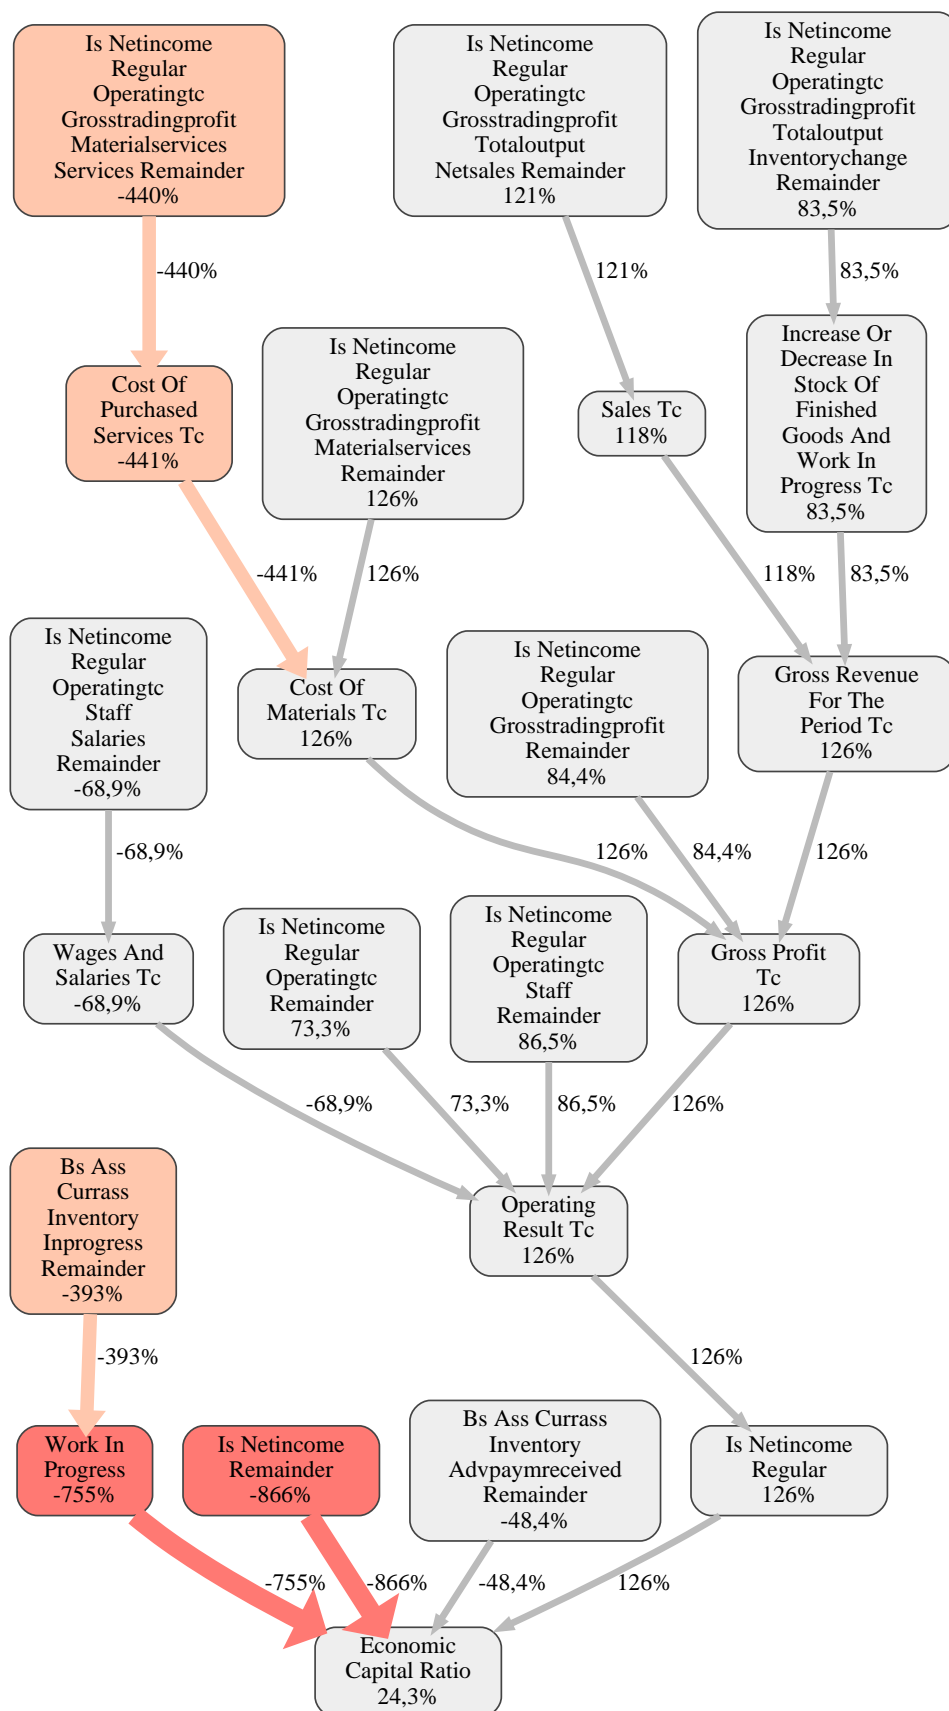 Is Netincome
Regular
Operatingtc
Grosstradingprofit
Materialservices
Services Remainder
-440%
Is Netincome
Regular
Operatingtc
Grosstradingprofit
Totaloutput
Netsales Remainder
121%
Is Netincome
Regular
Operatingtc
Grosstradingprofit
Totaloutput
Inventorychange
Remainder
83,5%
-440%
121%
83,5%
Cost Of
Purchased
Services Tc
-441%
Is Netincome
Regular
Operatingtc
Grosstradingprofit
Materialservices
Remainder
126%
Sales Tc
118%
Increase Or
Decrease In
Stock Of
Finished
Goods And
Work In
Progress Tc
83,5%
-441%
126%
118%
83,5%
Is Netincome
Regular
Operatingtc
Staff
Salaries
Remainder
-68,9%
Cost Of
Materials Tc
126%
Is Netincome
Regular
Operatingtc
Grosstradingprofit
Remainder
84,4%
Gross Revenue
For The
Period Tc
126%
-68,9%
126%
84,4%
126%
Wages And
Salaries Tc
-68,9%
Is Netincome
Regular
Operatingtc
Remainder
73,3%
Is Netincome
Regular
Operatingtc
Staff
Remainder
86,5%
Gross Profit
Tc
126%
-68,9%
73,3%
86,5%
126%
Bs Ass
Currass
Inventory
Inprogress
Remainder
-393%
Operating
Result Tc
126%
-393%
126%
Work In
Progress
-755%
Is Netincome
Remainder
-866%
Bs Ass Currass
Inventory
Advpaymreceived
Remainder
-48,4%
Is Netincome
Regular
126%
-755%
-866%
-48,4%
126%
Economic
Capital Ratio
24,3%